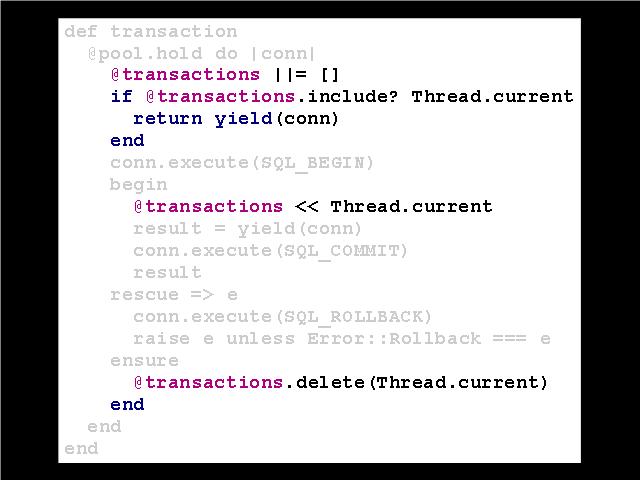 def transaction
  @pool.hold do |conn|
    @transactions ||= []
    if @transactions.include? Thread.current
      return yield(conn)
    end
    conn.execute(SQL_BEGIN)
    begin
      @transactions << Thread.current
      result = yield(conn)
      conn.execute(SQL_COMMIT)
      result
    rescue => e
      conn.execute(SQL_ROLLBACK)
      raise e unless Error::Rollback === e
    ensure
      @transactions.delete(Thread.current)
    end
  end
end